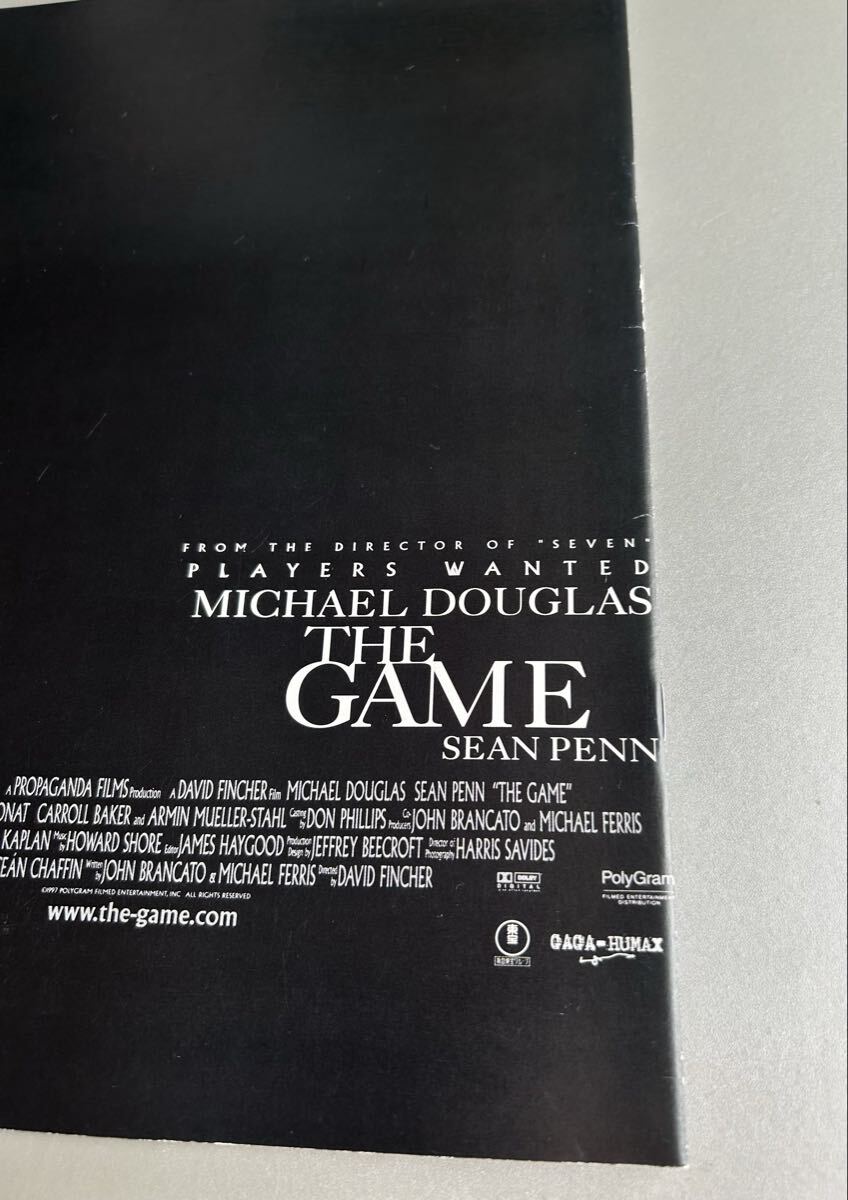 FROM THE DIRECTOR OF "SEVEN"
PLAYERS WANTED
MICHAEL DOUGLAS
THE
GAME
SEAN PENN
A PROPAGANDA FILMS Production A DAVID FINCHER Film MICHAEL DOUGLAS SEAN PENN "THE GAME"
CARROLL BAKER and ARMIN MUELLER-STAHL Casting by DON PHILLIPS Co-Producers JOHN BRANCATO and MICHAEL FERRIS
KAPLAN Music by HOWARD SHORE Editor JAMES HAYGOOD Production Design by JEFFREY BEECROFT Director of Photography HARRIS SAVIDES
CEÁN CHAFFIN Written by JOHN BRANCATO & MICHAEL FERRIS Directed by DAVID FINCHER
©1997 POLYGRAM FILMED ENTERTAINMENT, INC ALL RIGHTS RESERVED
www.the-game.com
DOLBY
DIGITAL
PolyGram
FILMED ENTERTAINMENT
DISTRIBUTION
東宝
GAGA-HUMAX